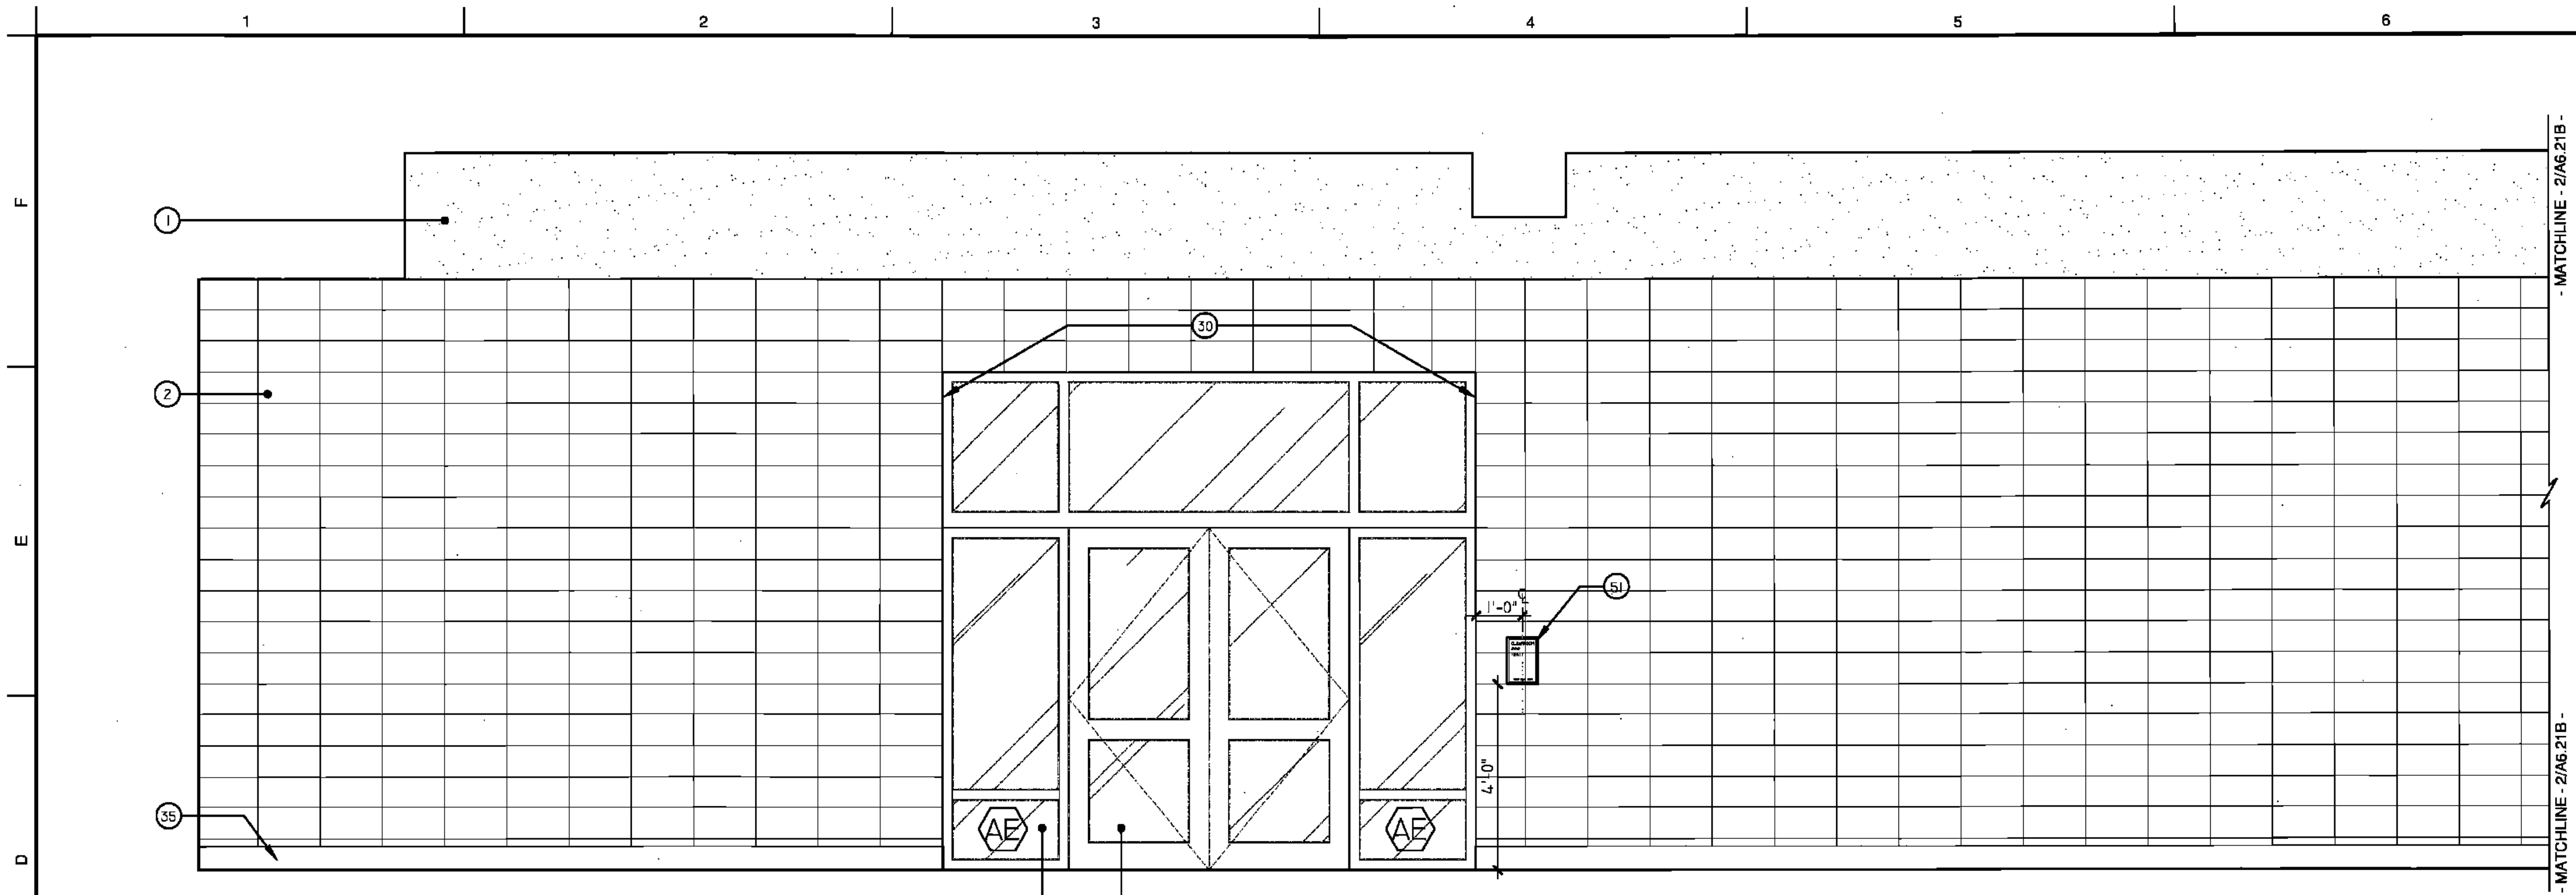 1 2 3 4 5 6
F
E
D
1
2
30
35
51
1'-0"
4'-0"
AE
AE
- MATCHLINE - 2/A6.21B -
- MATCHLINE - 2/A6.21B -